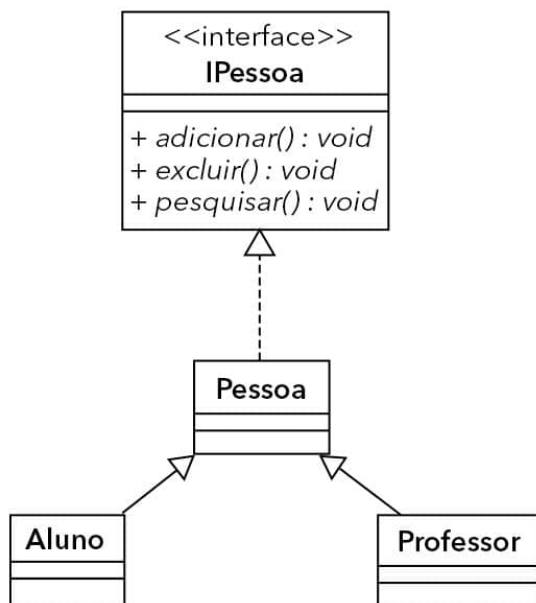 <<interface>>
IPessoa
+ adicionar() : void
+ excluir() : void
+ pesquisar() : void
Pessoa
Aluno
Professor